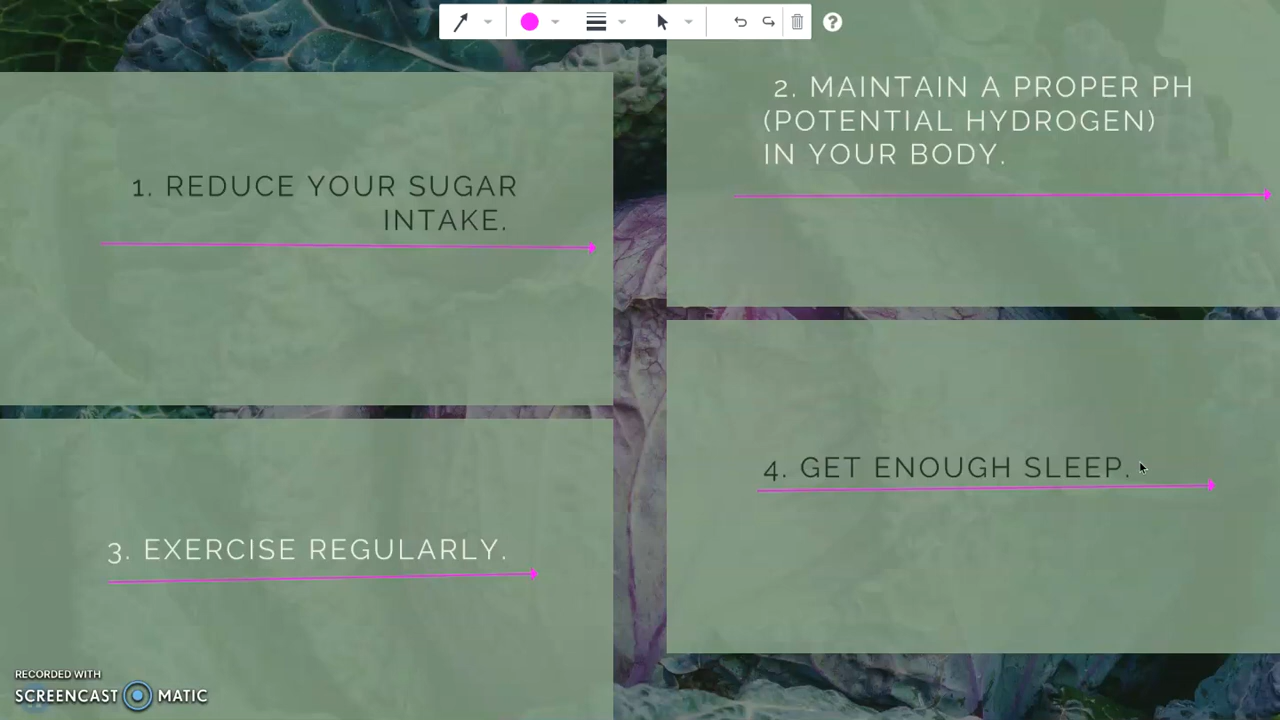 1. REDUCE YOUR SUGAR
INTAKE.
2. MAINTAIN A PROPER PH
(POTENTIAL HYDROGEN)
IN YOUR BODY.
3. EXERCISE REGULARLY.
4. GET ENOUGH SLEEP.
RECORDED WITH
SCREENCAST MATIC